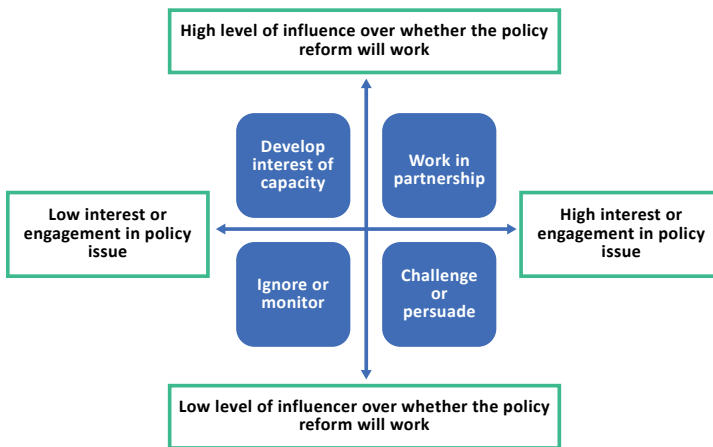 High level of influence over whether the policy
reform will work
Develop
interest of
capacity
Work in
partnership
Low interest or
engagement in policy
issue
High interest or
engagement in policy
issue
Ignore or
monitor
Challenge
or
persuade
Low level of influencer over whether the policy
reform will work